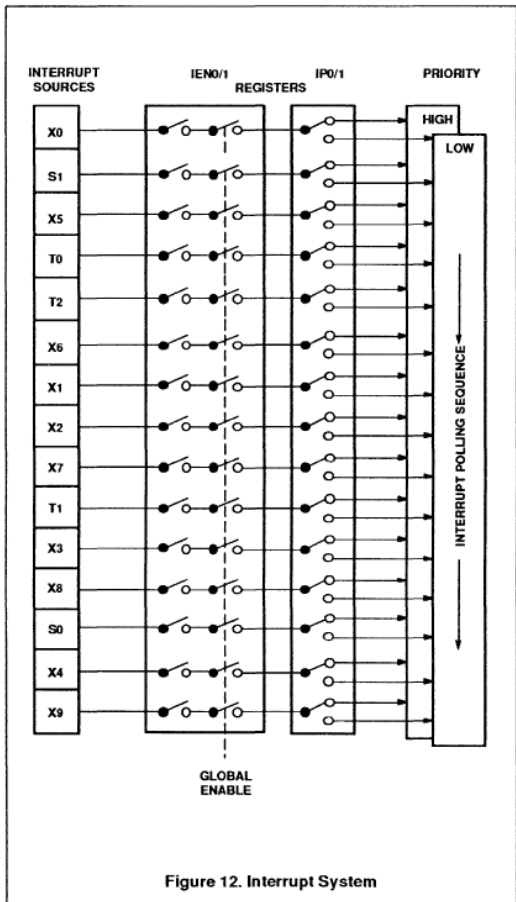 INTERRUPT SOURCES
IEN0/1
IP0/1
REGISTERS
PRIORITY
HIGH
LOW
X0
S1
X5
T0
T2
X6
X1
X2
X7
T1
X3
X8
S0
X4
X9
INTERRUPT POLLING SEQUENCE
GLOBAL
ENABLE
Figure 12. Interrupt System